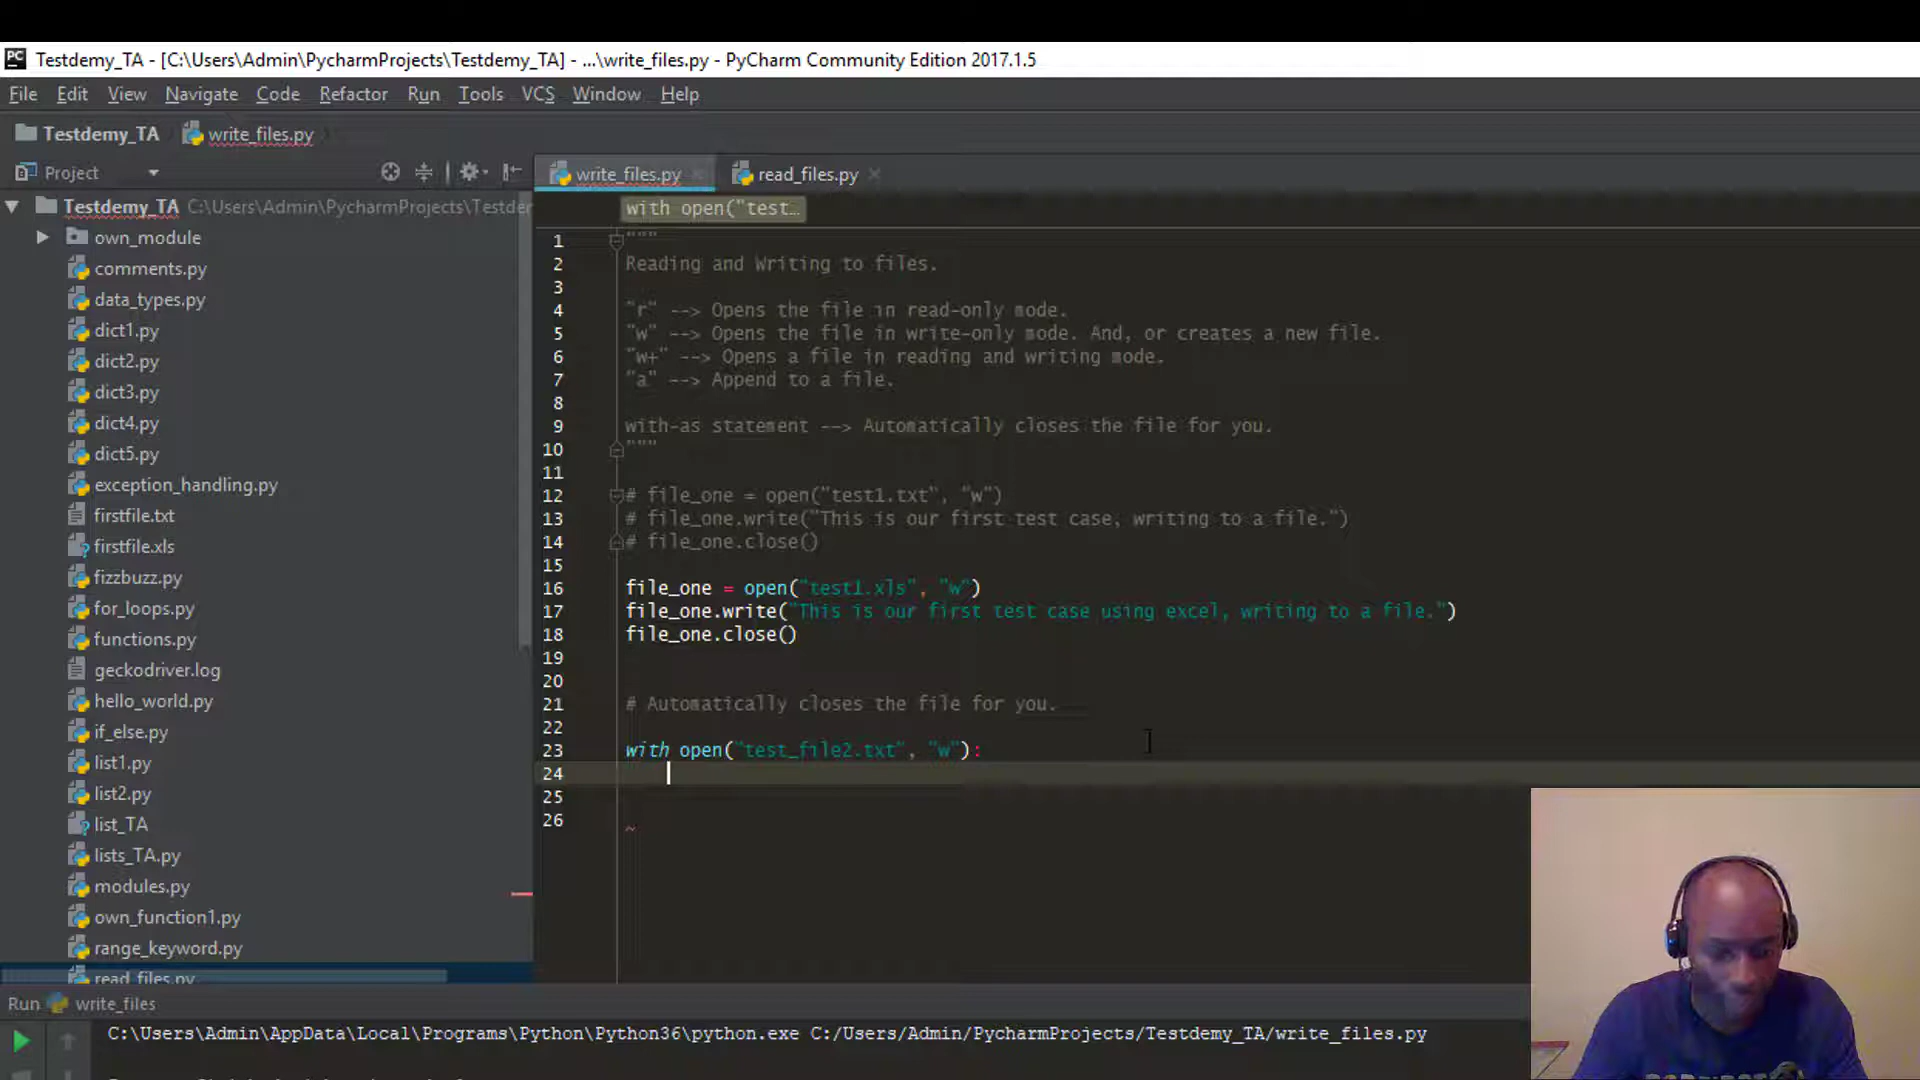 PC Testdemy_TA - [C:\Users\Admin\PycharmProjects\Testdemy_TA] - ...\write_files.py - PyCharm Community Edition 2017.1.5
File Edit View Navigate Code Refactor Run Tools VCS Window Help
Testdemy_TA write_files.py
Project
write_files.py read_files.py
Testdemy_TA C:\Users\Admin\PycharmProjects\Testder
own_module
comments.py
data_types.py
dict1.py
dict2.py
dict3.py
dict4.py
dict5.py
exception_handling.py
firstfile.txt
firstfile.xls
fizzbuzz.py
for_loops.py
functions.py
geckodriver.log
hello_world.py
if_else.py
list1.py
list2.py
list_TA
lists_TA.py
modules.py
own_function1.py
range_keyword.py
read_files.py
with open("test...
1 """
2 Reading and Writing to files.
3
4 "r" --> Opens the file in read-only mode.
5 "w" --> Opens the file in write-only mode. And, or creates a new file.
6 "w+" --> Opens a file in reading and writing mode.
7 "a" --> Append to a file.
8
9 with-as statement --> Automatically closes the file for you.
10 """
11
12 # file_one = open("test1.txt", "w")
13 # file_one.write("This is our first test case, writing to a file.")
14 # file_one.close()
15
16 file_one = open("test1.xls", "w")
17 file_one.write("This is our first test case using excel, writing to a file.")
18 file_one.close()
19
20
21 # Automatically closes the file for you.
22
23 with open("test_file2.txt", "w"):
24
25
26
Run write_files
C:\Users\Admin\AppData\Local\Programs\Python\Python36\python.exe C:/Users/Admin/PycharmProjects/Testdemy_TA/write_files.py